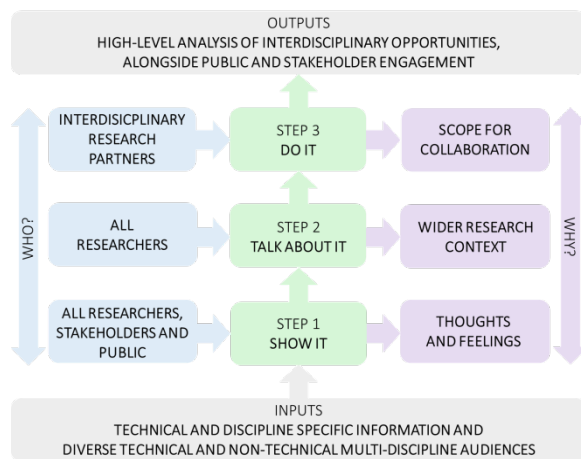 OUTPUTS
HIGH-LEVEL ANALYSIS OF INTERDISCIPLINARY OPPORTUNITIES,
ALONGSIDE PUBLIC AND STAKEHOLDER ENGAGEMENT
WHO?
INTERDISICPLINARY
RESEARCH
PARTNERS
STEP 3
DO IT
SCOPE FOR
COLLABORATION
WHY?
ALL
RESEARCHERS
STEP 2
TALK ABOUT IT
WIDER RESEARCH
CONTEXT
ALL RESEARCHERS,
STAKEHOLDERS AND
PUBLIC
STEP 1
SHOW IT
THOUGHTS
AND FEELINGS
INPUTS
TECHNICAL AND DISCIPLINE SPECIFIC INFORMATION AND
DIVERSE TECHNICAL AND NON-TECHNICAL MULTI-DISCIPLINE AUDIENCES